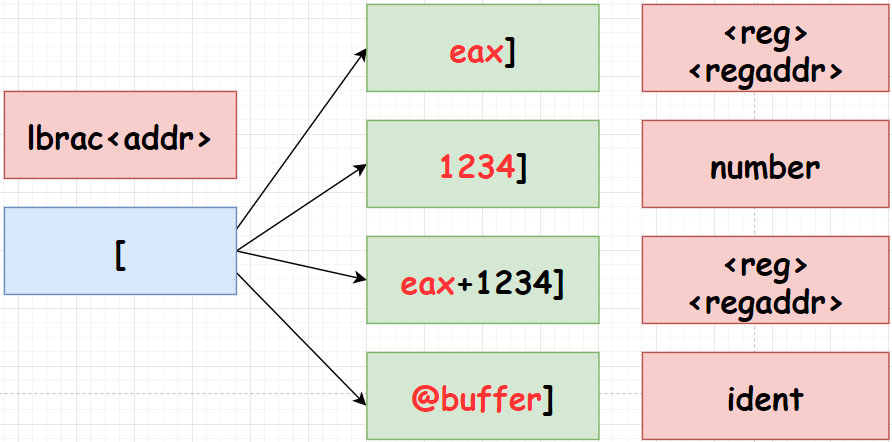 lbrac<addr>
[
eax]
<reg>
<regaddr>
1234]
number
eax+1234]
<reg>
<regaddr>
@buffer]
ident